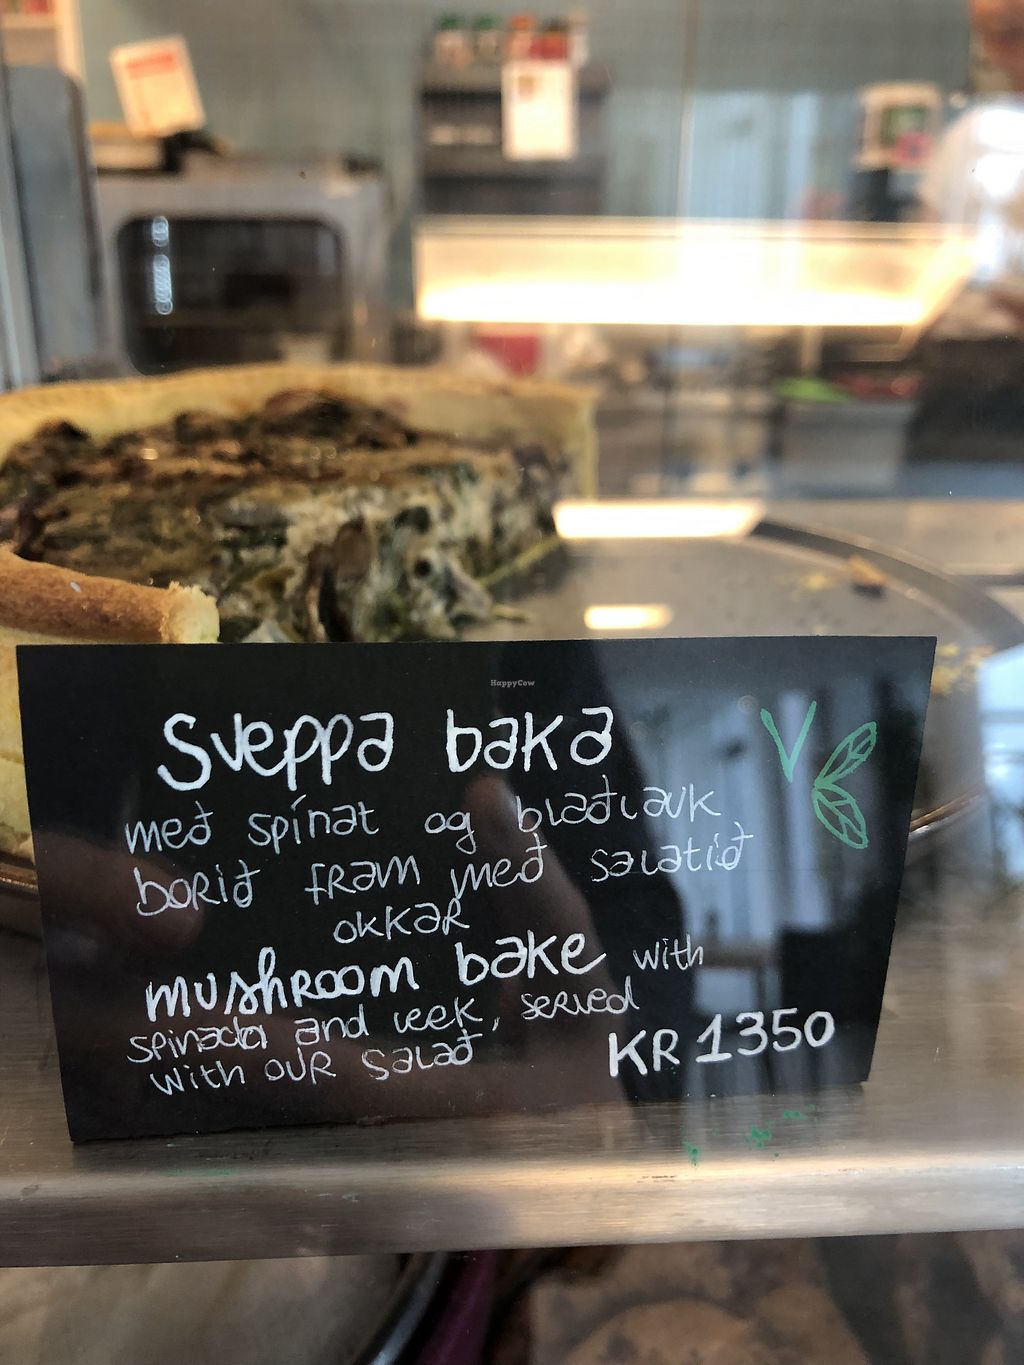 HappyCow
Sveppa baka
með spínat og blaðlauk
borið fram með salatið
okkar
mushroom bake with
spinach and leek, served
with our salad
KR 1350
V